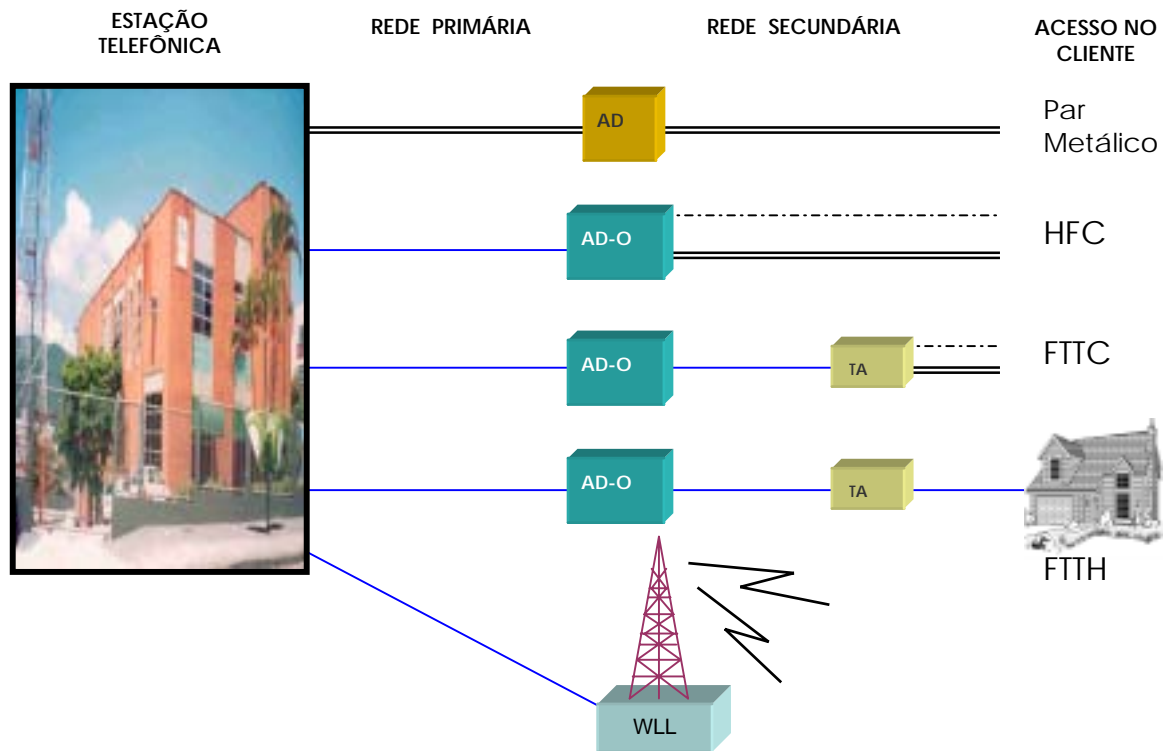 ESTAÇÃO
TELEFÔNICA
REDE PRIMÁRIA
REDE SECUNDÁRIA
ACESSO NO
CLIENTE
AD
Par
Metálico
AD-O
HFC
AD-O
TA
FTTC
AD-O
TA
FTTH
WLL